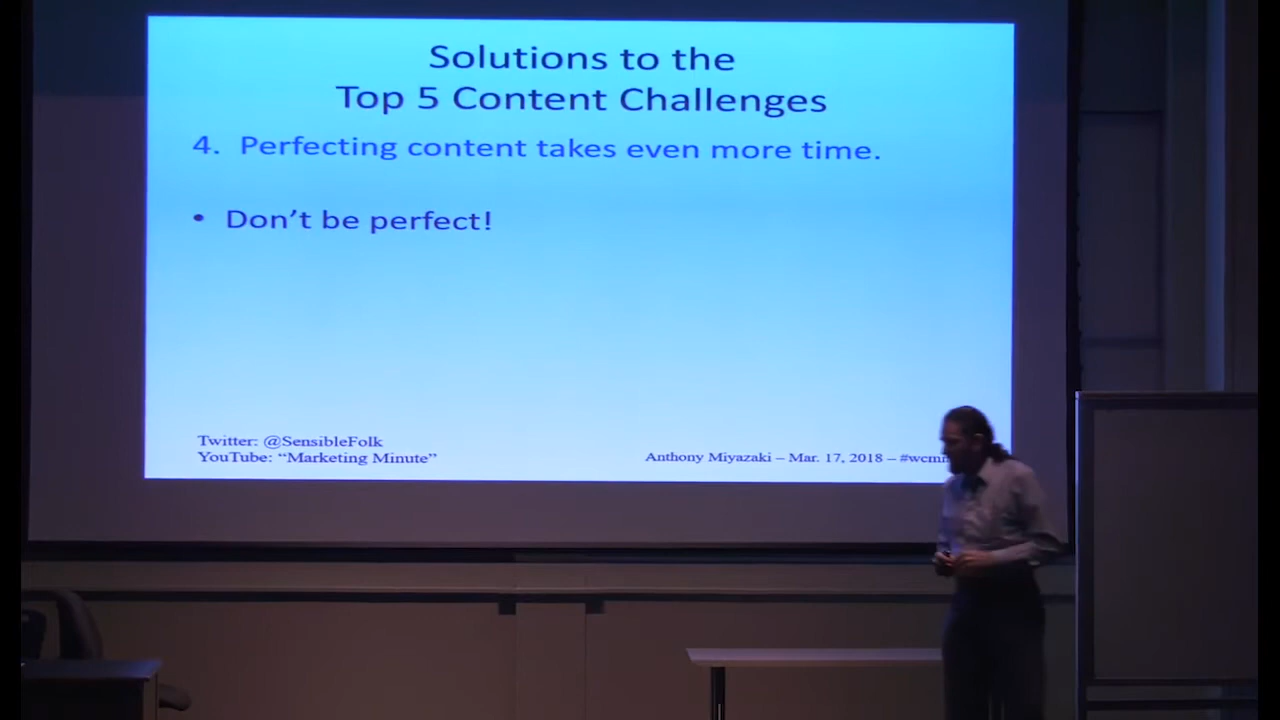 Solutions to the
Top 5 Content Challenges
4. Perfecting content takes even more time.
• Don't be perfect!
Twitter: @SensibleFolk
YouTube: “Marketing Minute”
Anthony Miyazaki – Mar. 17, 2018 –